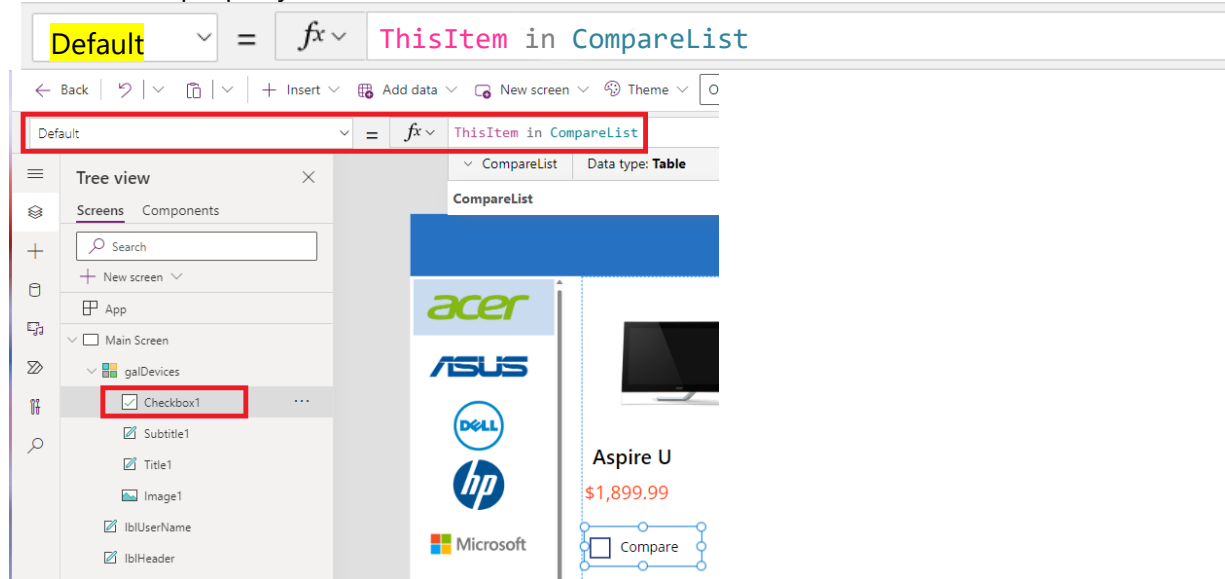 Default = fx ThisItem in CompareList
Back Insert Add data New screen Theme O
Default = fx ThisItem in CompareList
CompareList Data type: Table
CompareList
Tree view
Screens Components
Search
New screen
App
Main Screen
galDevices
Checkbox1 ...
Subtitle1
Title1
Image1
lblUserName
lblHeader
acer
ASUS
DELL
hp
Microsoft
Aspire U
$1,899.99
Compare